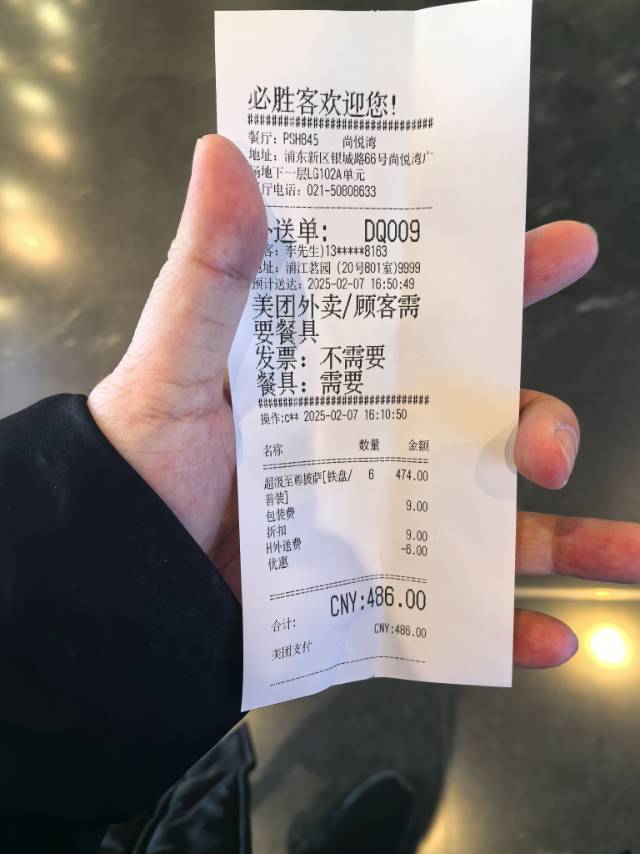 必胜客欢迎您!
################################
餐厅: PSH845 尚悦湾
地址: 浦东新区银城路66号尚悦湾广
场地下一层LG102A单元
厅电话: 021-50808633
送单: DQ009
客: 李先生)13*****8163
地址: 浦江茗园 (20号801室)9999
预计送达: 2025-02-07 16:50:49
美团外卖/顾客需
要餐具
发票: 不需要
餐具: 需要
################################
操作:c** 2025-02-07 16:10:50
名称 数量 金额
超级至尊披萨[铁盘/ 6 474.00
普装]
包装费 9.00
折扣
H外送费 9.00
优惠 -6.00
CNY:486.00
合计: CNY:486.00
美团支付